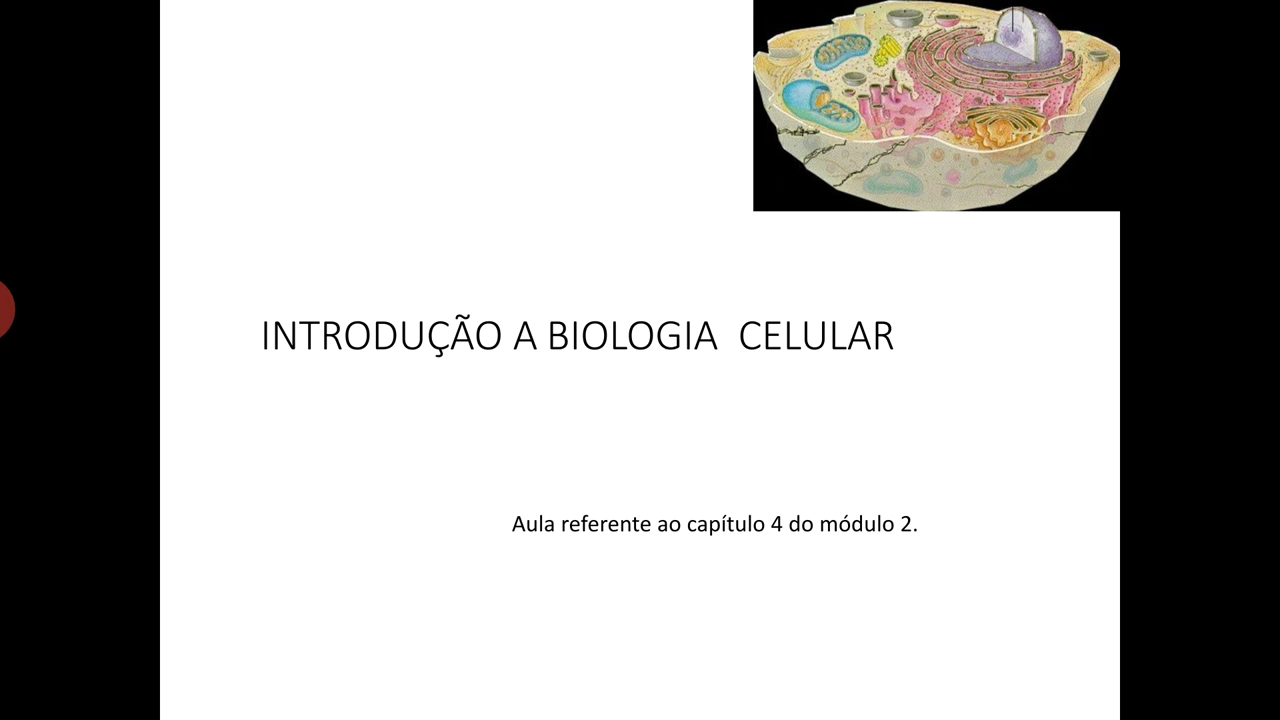 INTRODUÇÃO A BIOLOGIA CELULAR
Aula referente ao capítulo 4 do módulo 2.